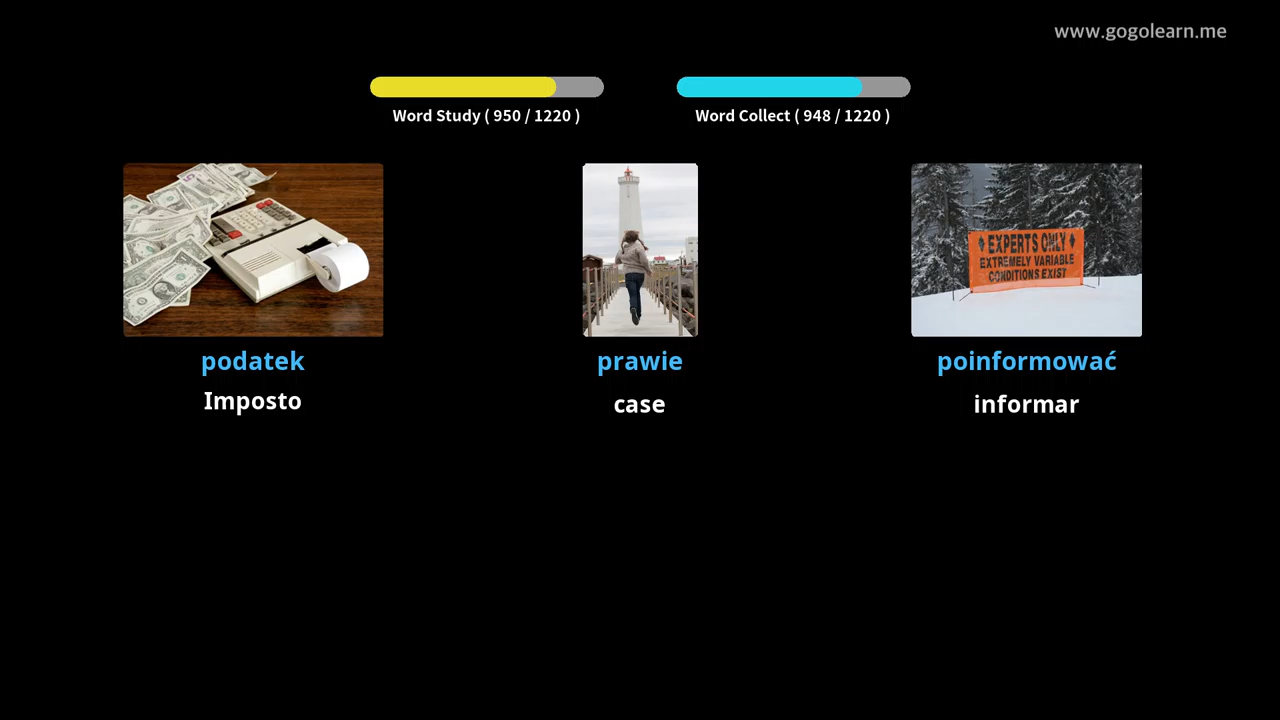 www.gogolearn.me
Word Study ( 950 / 1220 )
Word Collect ( 948 / 1220 )
EXPERTS ONLY
EXTREMELY VARIABLE
CONDITIONS EXIST
podatek
prawie
poinformować
Imposto
case
informar